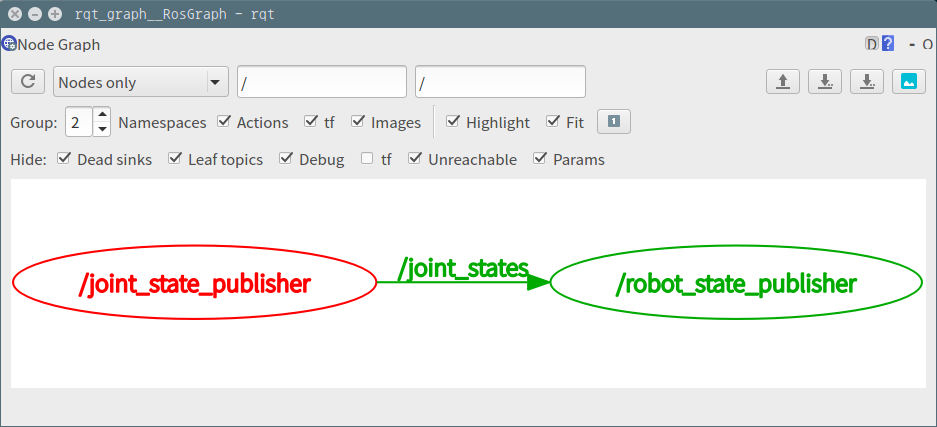 rqt_graph__RosGraph - rqt
Node Graph
D ? - O
Nodes only / /
Group: 2 Namespaces Actions tf Images Highlight Fit 1
Hide: Dead sinks Leaf topics Debug tf Unreachable Params
/joint_state_publisher /joint_states /robot_state_publisher